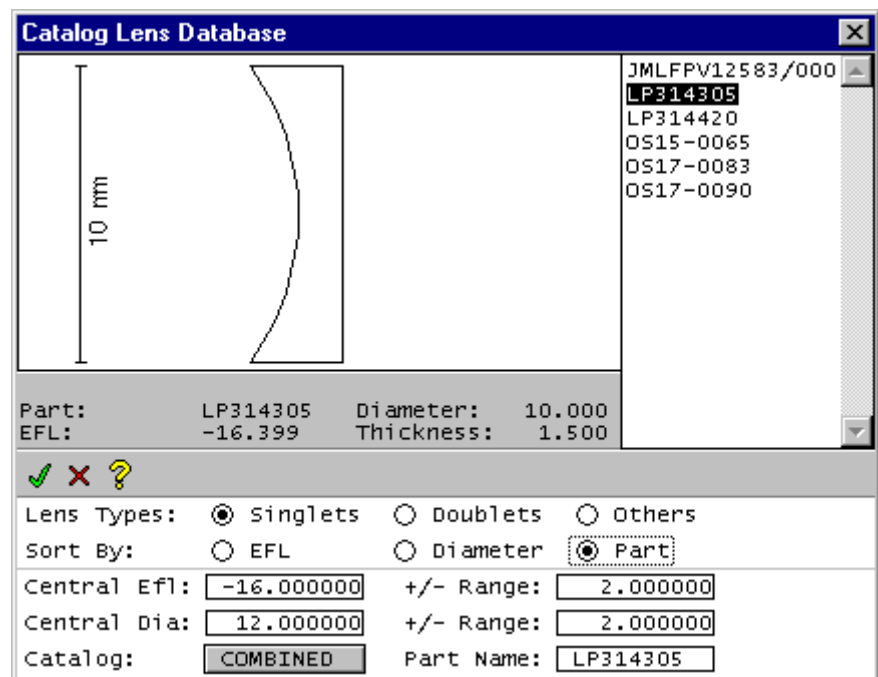 Catalog Lens Database
10 mm
JMLFPV12583/000
LP314305
LP314420
OS15-0065
OS17-0083
OS17-0090
Part: LP314305 Diameter: 10.000
EFL: -16.399 Thickness: 1.500
Lens Types: Singlets Doublets Others
Sort By: EFL Diameter Part
Central Efl: -16.000000 +/- Range: 2.000000
Central Dia: 12.000000 +/- Range: 2.000000
Catalog: COMBINED Part Name: LP314305